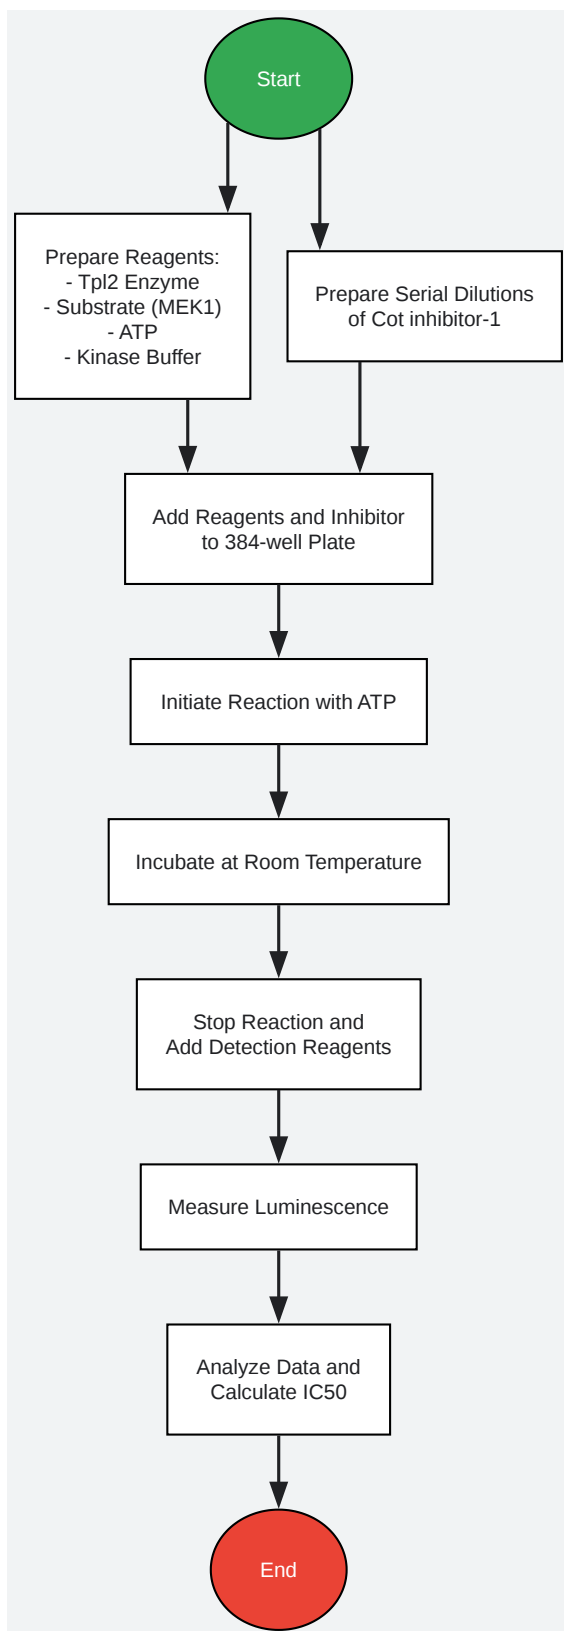 Start
Prepare Reagents:
- Tpl2 Enzyme
- Substrate (MEK1)
- ATP
- Kinase Buffer
Prepare Serial Dilutions
of Cot inhibitor-1
Add Reagents and Inhibitor
to 384-well Plate
Initiate Reaction with ATP
Incubate at Room Temperature
Stop Reaction and
Add Detection Reagents
Measure Luminescence
Analyze Data and
Calculate IC50
End